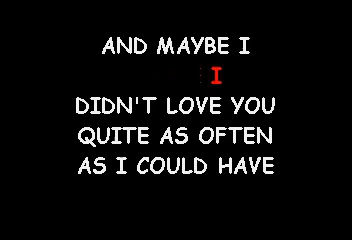 AND MAYBE I
I
DIDN'T LOVE YOU
QUITE AS OFTEN
AS I COULD HAVE